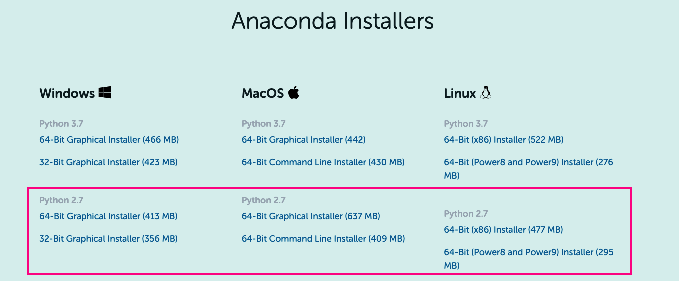 Anaconda Installers
Windows
Python 3.7
64-Bit Graphical Installer (466 MB)
32-Bit Graphical Installer (423 MB)
Python 2.7
64-Bit Graphical Installer (413 MB)
32-Bit Graphical Installer (356 MB)
MacOS
Python 3.7
64-Bit Graphical Installer (442)
64-Bit Command Line Installer (430 MB)
Python 2.7
64-Bit Graphical Installer (637 MB)
64-Bit Command Line Installer (409 MB)
Linux
Python 3.7
64-Bit (x86) Installer (522 MB)
64-Bit (Power8 and Power9) Installer (276
MB)
Python 2.7
64-Bit (x86) Installer (477 MB)
64-Bit (Power8 and Power9) Installer (295
MB)